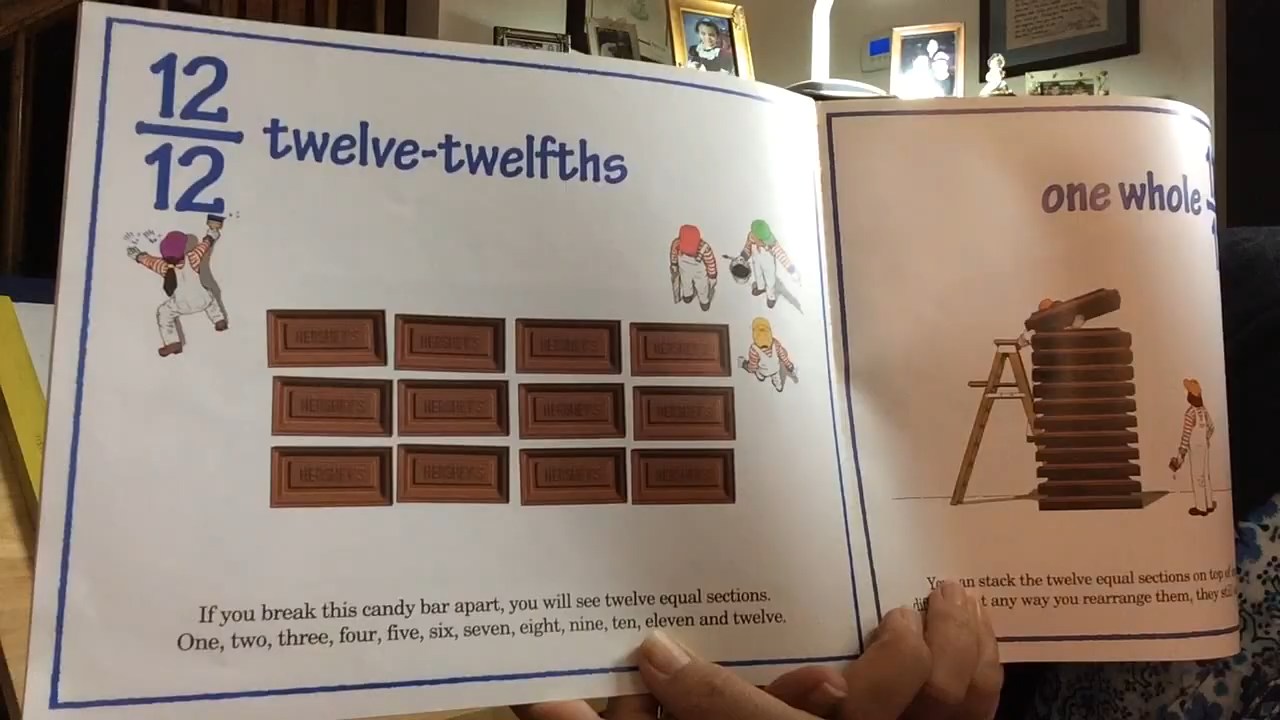 12
12
twelve-twelfths
HERSHEY'S HERSHEY'S HERSHEY'S HERSHEY'S
HERSHEY'S HERSHEY'S HERSHEY'S HERSHEY'S
HERSHEY'S HERSHEY'S HERSHEY'S HERSHEY'S
If you break this candy bar apart, you will see twelve equal sections.
One, two, three, four, five, six, seven, eight, nine, ten, eleven and twelve.
one whole
an stack the twelve equal sections on top
t any way you rearrange them, they